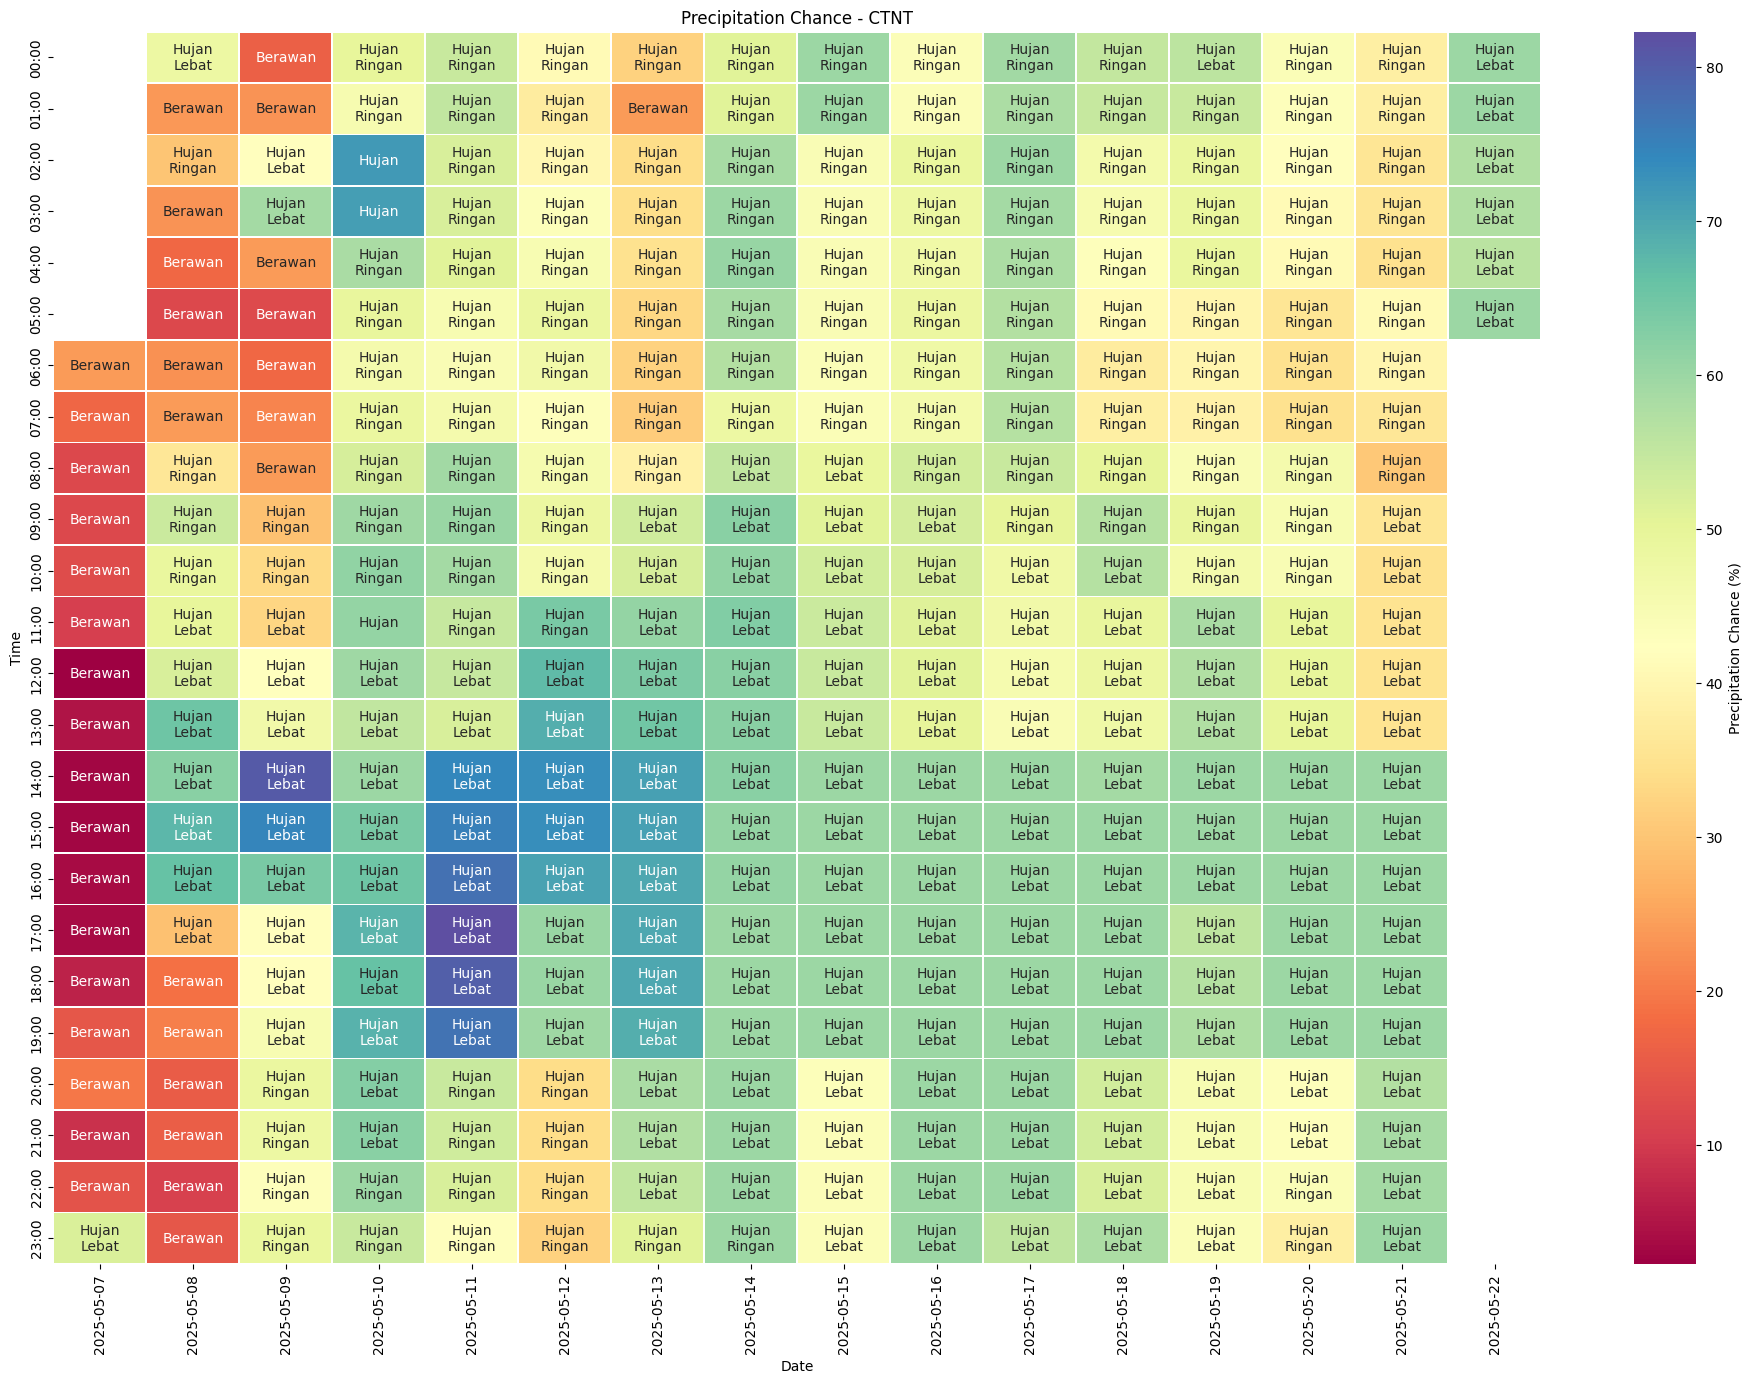 Precipitation Chance - CTNT
00:00 Hujan Lebat Berawan Hujan Ringan Hujan Ringan Hujan Ringan Hujan Ringan Hujan Ringan Hujan Ringan Hujan Ringan Hujan Ringan Hujan Ringan Hujan Lebat Hujan Ringan Hujan Ringan Hujan Lebat
01:00 Berawan Berawan Hujan Ringan Hujan Ringan Hujan Ringan Berawan Hujan Ringan Hujan Ringan Hujan Ringan Hujan Ringan Hujan Ringan Hujan Ringan Hujan Ringan Hujan Ringan Hujan Lebat
02:00 Hujan Ringan Hujan Lebat Hujan Hujan Ringan Hujan Ringan Hujan Ringan Hujan Ringan Hujan Ringan Hujan Ringan Hujan Ringan Hujan Ringan Hujan Ringan Hujan Ringan Hujan Ringan Hujan Lebat
03:00 Berawan Hujan Lebat Hujan Hujan Ringan Hujan Ringan Hujan Ringan Hujan Ringan Hujan Ringan Hujan Ringan Hujan Ringan Hujan Ringan Hujan Ringan Hujan Ringan Hujan Ringan Hujan Lebat
04:00 Berawan Berawan Hujan Ringan Hujan Ringan Hujan Ringan Hujan Ringan Hujan Ringan Hujan Ringan Hujan Ringan Hujan Ringan Hujan Ringan Hujan Ringan Hujan Ringan Hujan Ringan Hujan Lebat
05:00 Berawan Berawan Hujan Ringan Hujan Ringan Hujan Ringan Hujan Ringan Hujan Ringan Hujan Ringan Hujan Ringan Hujan Ringan Hujan Ringan Hujan Ringan Hujan Ringan Hujan Ringan Hujan Lebat
06:00 Berawan Berawan Berawan Hujan Ringan Hujan Ringan Hujan Ringan Hujan Ringan Hujan Ringan Hujan Ringan Hujan Ringan Hujan Ringan Hujan Ringan Hujan Ringan Hujan Ringan Hujan Ringan
07:00 Berawan Berawan Berawan Hujan Ringan Hujan Ringan Hujan Ringan Hujan Ringan Hujan Ringan Hujan Ringan Hujan Ringan Hujan Ringan Hujan Ringan Hujan Ringan Hujan Ringan Hujan Ringan
08:00 Berawan Hujan Ringan Berawan Hujan Ringan Hujan Ringan Hujan Ringan Hujan Ringan Hujan Lebat Hujan Lebat Hujan Ringan Hujan Ringan Hujan Ringan Hujan Ringan Hujan Ringan Hujan Ringan
09:00 Berawan Hujan Ringan Hujan Ringan Hujan Ringan Hujan Ringan Hujan Ringan Hujan Lebat Hujan Lebat Hujan Lebat Hujan Lebat Hujan Ringan Hujan Ringan Hujan Ringan Hujan Ringan Hujan Lebat
10:00 Berawan Hujan Ringan Hujan Ringan Hujan Ringan Hujan Ringan Hujan Ringan Hujan Lebat Hujan Lebat Hujan Lebat Hujan Lebat Hujan Lebat Hujan Lebat Hujan Ringan Hujan Ringan Hujan Lebat
11:00 Berawan Hujan Lebat Hujan Lebat Hujan Hujan Ringan Hujan Ringan Hujan Lebat Hujan Lebat Hujan Lebat Hujan Lebat Hujan Lebat Hujan Lebat Hujan Lebat Hujan Lebat Hujan Lebat
12:00 Berawan Hujan Lebat Hujan Lebat Hujan Lebat Hujan Lebat Hujan Lebat Hujan Lebat Hujan Lebat Hujan Lebat Hujan Lebat Hujan Lebat Hujan Lebat Hujan Lebat Hujan Lebat Hujan Lebat
13:00 Berawan Hujan Lebat Hujan Lebat Hujan Lebat Hujan Lebat Hujan Lebat Hujan Lebat Hujan Lebat Hujan Lebat Hujan Lebat Hujan Lebat Hujan Lebat Hujan Lebat Hujan Lebat Hujan Lebat
14:00 Berawan Hujan Lebat Hujan Lebat Hujan Lebat Hujan Lebat Hujan Lebat Hujan Lebat Hujan Lebat Hujan Lebat Hujan Lebat Hujan Lebat Hujan Lebat Hujan Lebat Hujan Lebat Hujan Lebat
15:00 Berawan Hujan Lebat Hujan Lebat Hujan Lebat Hujan Lebat Hujan Lebat Hujan Lebat Hujan Lebat Hujan Lebat Hujan Lebat Hujan Lebat Hujan Lebat Hujan Lebat Hujan Lebat Hujan Lebat
16:00 Berawan Hujan Lebat Hujan Lebat Hujan Lebat Hujan Lebat Hujan Lebat Hujan Lebat Hujan Lebat Hujan Lebat Hujan Lebat Hujan Lebat Hujan Lebat Hujan Lebat Hujan Lebat Hujan Lebat
17:00 Berawan Hujan Lebat Hujan Lebat Hujan Lebat Hujan Lebat Hujan Lebat Hujan Lebat Hujan Lebat Hujan Lebat Hujan Lebat Hujan Lebat Hujan Lebat Hujan Lebat Hujan Lebat Hujan Lebat
18:00 Berawan Berawan Hujan Lebat Hujan Lebat Hujan Lebat Hujan Lebat Hujan Lebat Hujan Lebat Hujan Lebat Hujan Lebat Hujan Lebat Hujan Lebat Hujan Lebat Hujan Lebat Hujan Lebat
19:00 Berawan Berawan Hujan Lebat Hujan Lebat Hujan Lebat Hujan Lebat Hujan Lebat Hujan Lebat Hujan Lebat Hujan Lebat Hujan Lebat Hujan Lebat Hujan Lebat Hujan Lebat Hujan Lebat
20:00 Berawan Berawan Hujan Ringan Hujan Lebat Hujan Ringan Hujan Ringan Hujan Lebat Hujan Lebat Hujan Lebat Hujan Lebat Hujan Lebat Hujan Lebat Hujan Lebat Hujan Lebat Hujan Lebat
21:00 Berawan Berawan Hujan Ringan Hujan Lebat Hujan Ringan Hujan Ringan Hujan Lebat Hujan Lebat Hujan Lebat Hujan Lebat Hujan Lebat Hujan Lebat Hujan Lebat Hujan Lebat Hujan Lebat
22:00 Berawan Berawan Hujan Ringan Hujan Ringan Hujan Ringan Hujan Ringan Hujan Lebat Hujan Lebat Hujan Lebat Hujan Lebat Hujan Lebat Hujan Lebat Hujan Lebat Hujan Ringan Hujan Lebat
23:00 Hujan Lebat Berawan Hujan Ringan Hujan Ringan Hujan Ringan Hujan Ringan Hujan Ringan Hujan Ringan Hujan Lebat Hujan Lebat Hujan Lebat Hujan Lebat Hujan Lebat Hujan Ringan Hujan Lebat
2025-05-07 2025-05-08 2025-05-09 2025-05-10 2025-05-11 2025-05-12 2025-05-13 2025-05-14 2025-05-15 2025-05-16 2025-05-17 2025-05-18 2025-05-19 2025-05-20 2025-05-21 2025-05-22
Date
Time
80
70
60
50
40
30
20
10
Precipitation Chance (%)